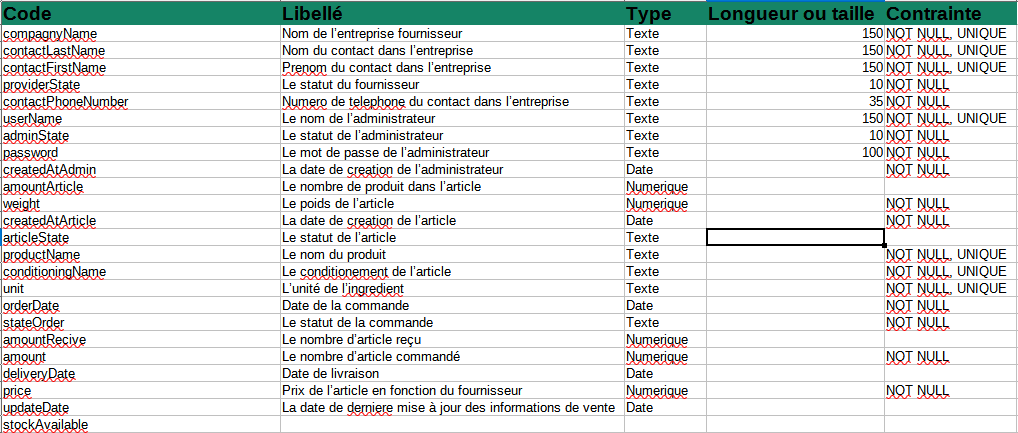 Code Libellé Type Longueur ou taille Contrainte
compagnyName Nom de l'entreprise fournisseur Texte 150 NOT NULL, UNIQUE
contactLastName Nom du contact dans l'entreprise Texte 150 NOT NULL, UNIQUE
contactFirstName Prenom du contact dans l'entreprise Texte 150 NOT NULL, UNIQUE
providerState Le statut du fournisseur Texte 10 NOT NULL
contactPhoneNumber Numero de telephone du contact dans l'entreprise Texte 35 NOT NULL
userName Le nom de l'administrateur Texte 150 NOT NULL, UNIQUE
adminState Le statut de l'administrateur Texte 10 NOT NULL
password Le mot de passe de l'administrateur Texte 100 NOT NULL
createdAtAdmin La date de creation de l'administrateur Date NOT NULL
amountArticle Le nombre de produit dans l'article Numerique
weight Le poids de l'article Numerique NOT NULL
createdAtArticle La date de creation de l'article Date NOT NULL
articleState Le statut de l'article Texte
productName Le nom du produit Texte NOT NULL, UNIQUE
conditioningName Le conditionement de l'article Texte NOT NULL, UNIQUE
unit L'unité de l'ingredient Texte NOT NULL, UNIQUE
orderDate Date de la commande Date NOT NULL
stateOrder Le statut de la commande Texte NOT NULL
amountRecive Le nombre d'article reçu Numerique
amount Le nombre d'article commandé Numerique NOT NULL
deliveryDate Date de livraison Date
price Prix de l'article en fonction du fournisseur Numerique NOT NULL
updateDate La date de derniere mise à jour des informations de vente Date
stockAvailable